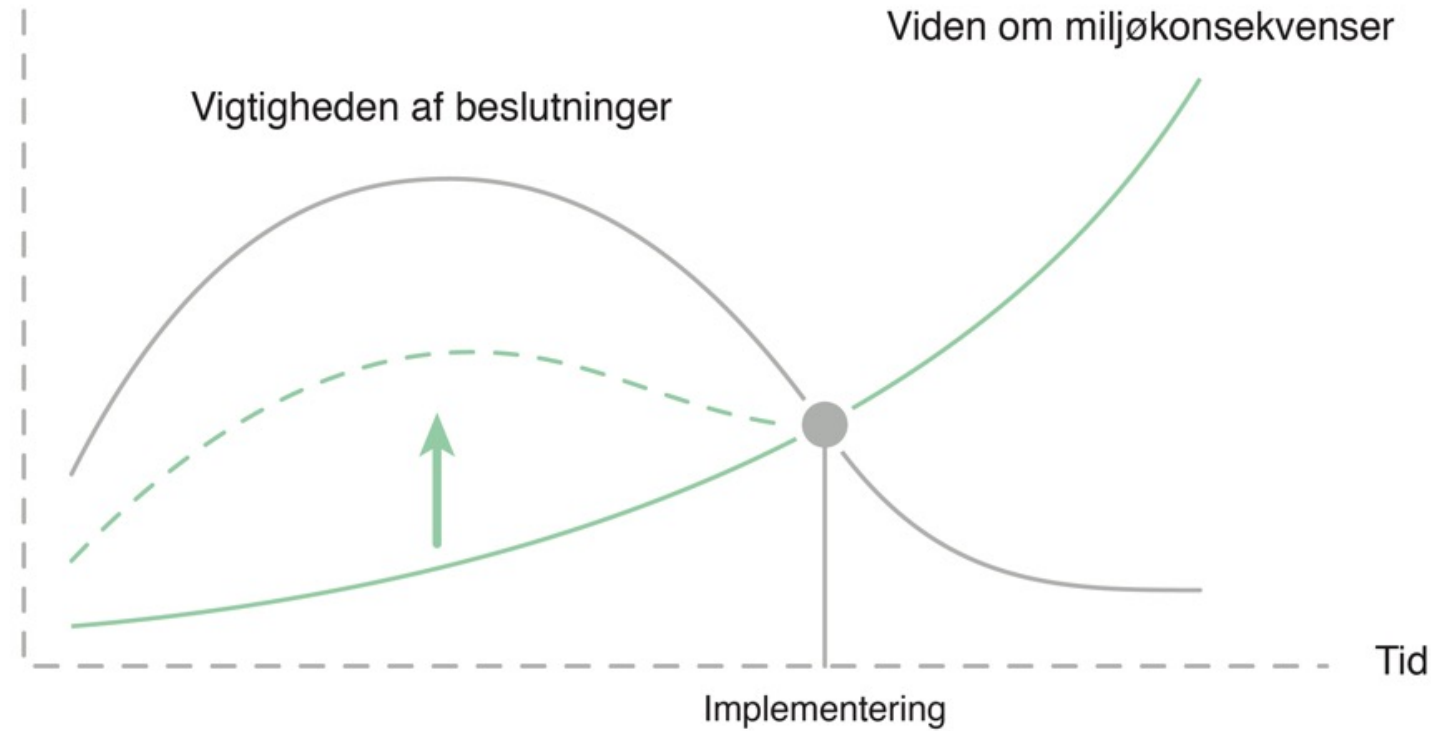 Viden om miljøkonsekvenser
Vigtigheden af beslutninger
Tid
Implementering